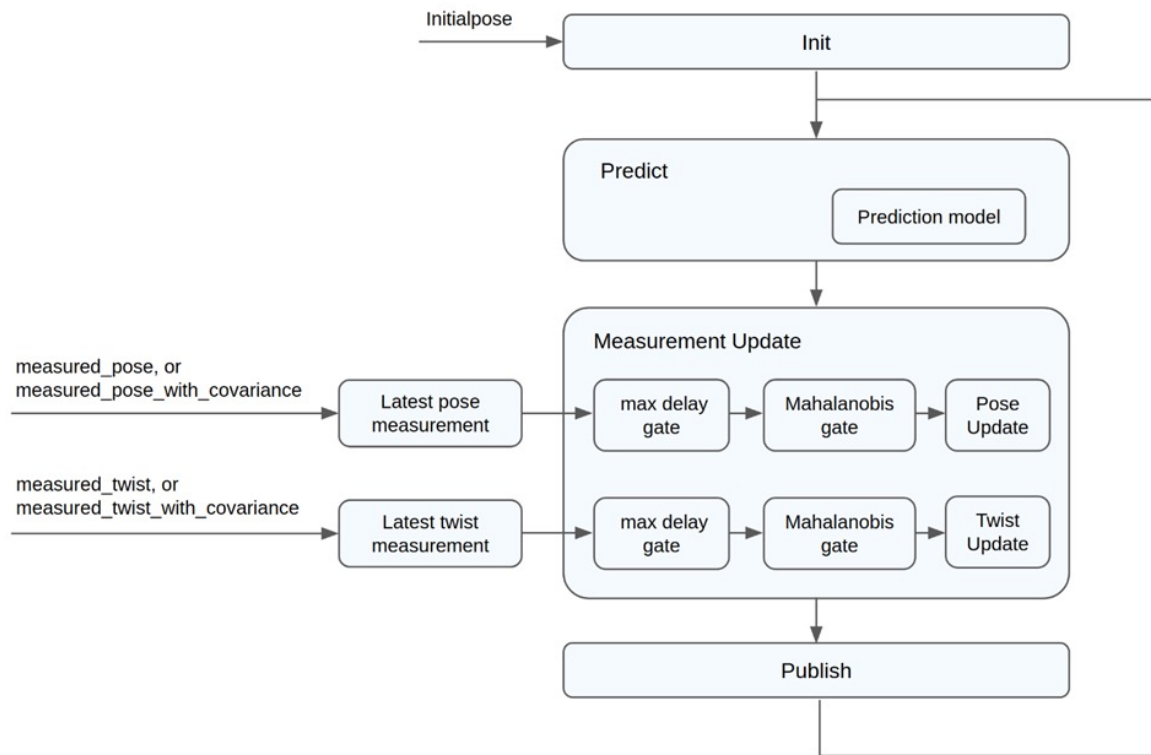 Initialpose
Init
Predict
Prediction model
Measurement Update
measured_pose, or
measured_pose_with_covariance
Latest pose
measurement
max delay
gate
Mahalanobis
gate
Pose
Update
measured_twist, or
measured_twist_with_covariance
Latest twist
measurement
max delay
gate
Mahalanobis
gate
Twist
Update
Publish